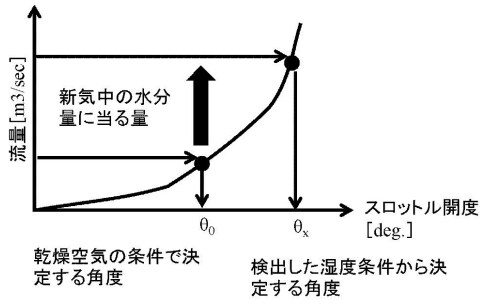 流量[m3/sec]
新気中の水分
量に当る量
スロットル開度
[deg.]
θ0
θx
乾燥空気の条件で決
定する角度
検出した湿度条件から決
定する角度